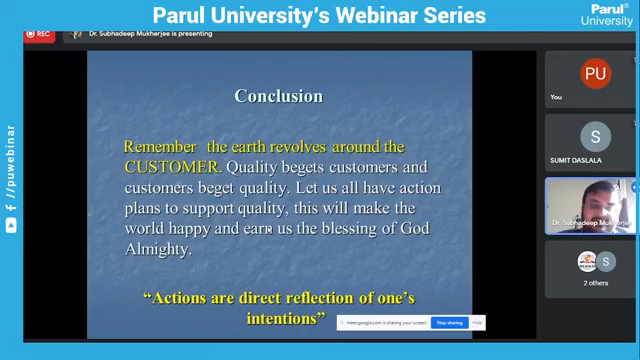 Parul University's Webinar Series
Parul®
University
REC
Dr. Subhadeep Mukherjee is presenting
Conclusion
Remember the earth revolves around the
CUSTOMER. Quality begets customers and
customers beget quality. Let us all have action
plans to support quality, this will make the
world happy and earn us the blessing of God
Almighty.
“Actions are direct reflection of one's
intentions”
meet.google.com is sharing your screen.
Stop sharing
Hide
/puwebinar
PU
You
S
SUMIT DASLALA
Dr. Subhadeep Mukherjee
S
2 others